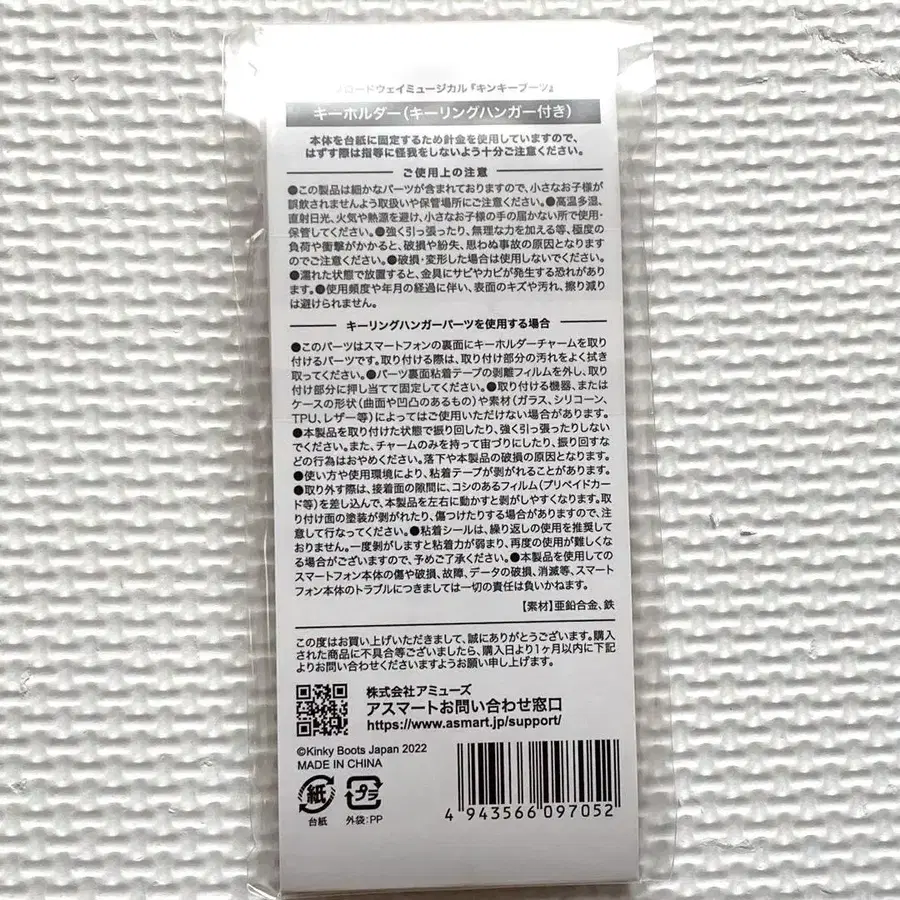 ロードウェイミュージカル『キンキーブーツ』
キーホルダー(キーリングハンガー付き)
本体を台紙に固定するため針金を使用していますので、
はずす際は指等に怪我をしないよう十分ご注意ください。
ご使用上の注意
●この製品は細かなパーツが含まれておりますので、小さなお子様が
誤飲されませんよう取扱いや保管場所にご注意ください。●高温多湿、
直射日光、火気や熱源を避け、小さなお子様の手の届かない所で使用・
保管してください。●強く引っ張ったり、無理な力を加える等、極度の
負荷や衝撃がかかると、破損や紛失、思わぬ事故の原因となります
のでご注意ください。●破損・変形した場合は使用しないでください。
●濡れた状態で放置すると、金具にサビやカビが発生する恐れがあり
ます。●使用頻度や年月の経過に伴い、表面のキズや汚れ、擦り減り
は避けられません。
キーリングハンガーパーツを使用する場合
●このパーツはスマートフォンの裏面にキーホルダーチャームを取り
付けるパーツです。取り付ける際は、取り付け部分の汚れをよく拭き
取ってください。●パーツ裏面粘着テープの剥離フィルムを外し、取り
付け部分に押し当てて固定してください。●取り付ける機器、または
ケースの形状(曲面や凹凸のあるもの)や素材(ガラス、シリコーン、
TPU、レザー等)によってはご使用いただけない場合があります。
●本製品を取り付けた状態で振り回したり、強く引っ張ったりしない
でください。また、チャームのみを持って宙づりにしたり、振り回すな
どの行為はおやめください。落下や本製品の破損の原因となります。
●使い方や使用環境により、粘着テープが剥がれることがあります。
●取り外す際は、接着面の隙間に、コシのあるフィルム(プリペイドカー
ド等)を差し込んで、本製品を左右に動かすと剥がしやすくなります。取
り付け面の塗装が剥がれたり、傷つけたりする場合がありますので、注
意して行なってください。●粘着シールは、繰り返しの使用を推奨して
おりません。一度剥がしますと粘着力が弱まり、再度の使用が難しくな
る場合がございますので、予めご了承ください。●本製品を使用しての
スマートフォン本体の傷や破損、故障、データの破損、消滅等、スマート
フォン本体のトラブルにつきましては一切の責任は負いかねます。
【素材】亜鉛合金、鉄
この度はお買い上げいただきまして、誠にありがとうございます。購入
された商品に不具合等ございましたら、購入日より1ヶ月以内に下記
よりお問い合わせくださいますようお願い申し上げます。
株式会社アミューズ
アスマートお問い合わせ窓口
https://www.asmart.jp/support/
©Kinky Boots Japan 2022
MADE IN CHINA
紙
プラ
台紙
外袋:PP
4 943566 097052